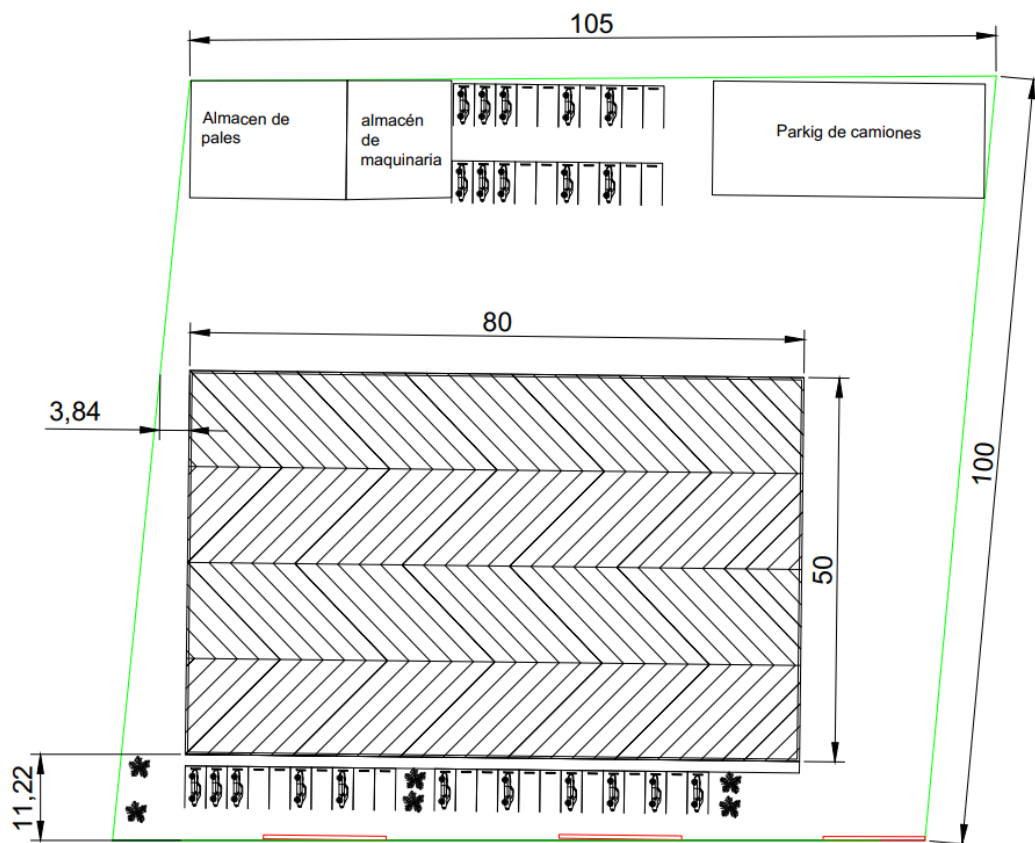 105
Almacen de
pales
almacén
de
maquinaria
Parkig de camiones
80
3,84
100
50
11,22